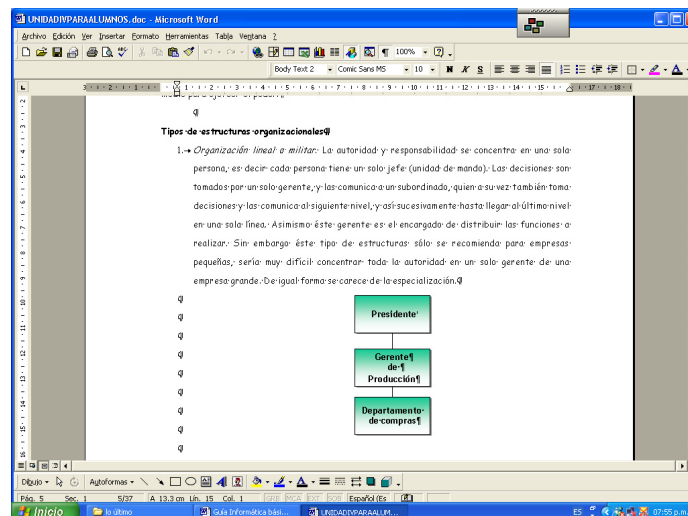 UNIDADIVPARAALUMNOS.doc - Microsoft Word
Archivo Edición Ver Insertar Formato Herramientas Tabla Ventana ?
100%
Body Text 2 Comic Sans MS 10 N K S
Tipos de estructuras organizacionales¶
1. Organización lineal o militar: La autoridad y responsabilidad se concentra en una sola
persona, es decir cada persona tiene un solo jefe (unidad de mando). Las decisiones son
tomados por un solo gerente, y las comunica a un subordinado, quien a su vez también toma
decisiones y las comunica al siguiente nivel, y así sucesivamente hasta llegar al último nivel
en una sola línea. Asimismo éste gerente es el encargado de distribuir las funciones a
realizar. Sin embargo éste tipo de estructuras sólo se recomienda para empresas
pequeñas, sería muy difícil concentrar toda la autoridad en un solo gerente de una
empresa grande. De igual forma se carece de la especialización.¶
Presidente
Gerente¶
de¶
Producción¶
Departamento
de compras¶
Dibujo Autoformas
Pág. 5 Sec. 1 5/37 A 13.3 cm Lín. 15 Col. 1 GRB MCA EXT SOB Español (Es
Inicio lo último Guía Informática bási... UNIDADIVPARAALUM... ES 07:55 p.m.